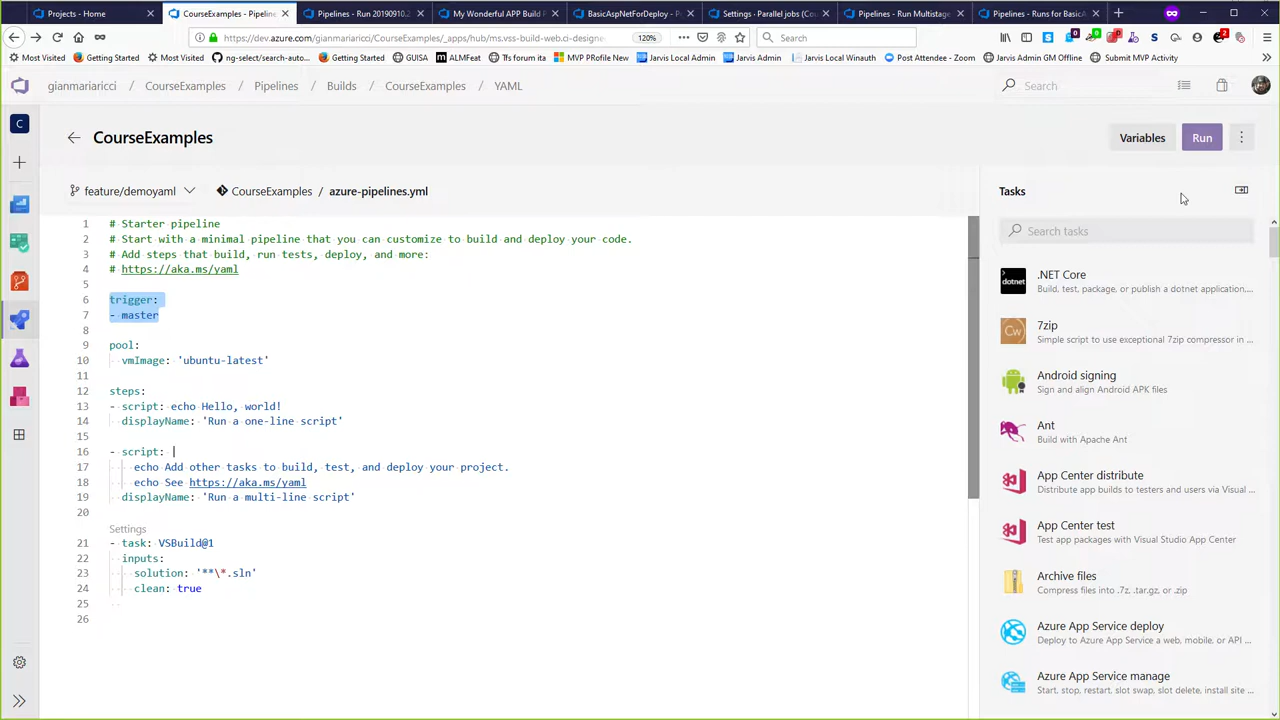 Projects - Home
CourseExamples - Pipeline
Pipelines - Run 20190910.2
My Wonderful APP Build P
BasicAspNetForDeploy - Pi
Settings - Parallel jobs (Cou
Pipelines - Run Multistage
Pipelines - Runs for BasicA
https://dev.azure.com/gianmariaricci/CourseExamples/_apps/hub/ms.vss-build-web.ci-designe
120%
Search
Most Visited
Getting Started
Most Visited
ng-select/search-auto...
Getting Started
GUISA
ALMFeat
Tfs forum ita
MVP PRofile New
Jarvis Local Admin
Jarvis Admin
Jarvis Local Winauth
Post Attendee - Zoom
Jarvis Admin GM Offline
Submit MVP Activity
gianmariaricci / CourseExamples / Pipelines / Builds / CourseExamples / YAML
Search
C
CourseExamples
Variables
Run
feature/demoyaml
CourseExamples / azure-pipelines.yml
1 # Starter pipeline
2 # Start with a minimal pipeline that you can customize to build and deploy your code.
3 # Add steps that build, run tests, deploy, and more:
4 # https://aka.ms/yaml
5
6 trigger:
7 - master
8
9 pool:
10 vmImage: 'ubuntu-latest'
11
12 steps:
13 - script: echo Hello, world!
14 displayName: 'Run a one-line script'
15
16 - script: |
17 echo Add other tasks to build, test, and deploy your project.
18 echo See https://aka.ms/yaml
19 displayName: 'Run a multi-line script'
20
Settings
21 - task: VSBuild@1
22 inputs:
23 solution: '**\*.sln'
24 clean: true
25
26
Tasks
Search tasks
.NET Core
Build, test, package, or publish a dotnet application,...
7zip
Simple script to use exceptional 7zip compressor in ...
Android signing
Sign and align Android APK files
Ant
Build with Apache Ant
App Center distribute
Distribute app builds to testers and users via Visual ...
App Center test
Test app packages with Visual Studio App Center
Archive files
Compress files into .7z, .tar.gz, or .zip
Azure App Service deploy
Deploy to Azure App Service a web, mobile, or API ...
Azure App Service manage
Start, stop, restart, slot swap, slot delete, install site ...